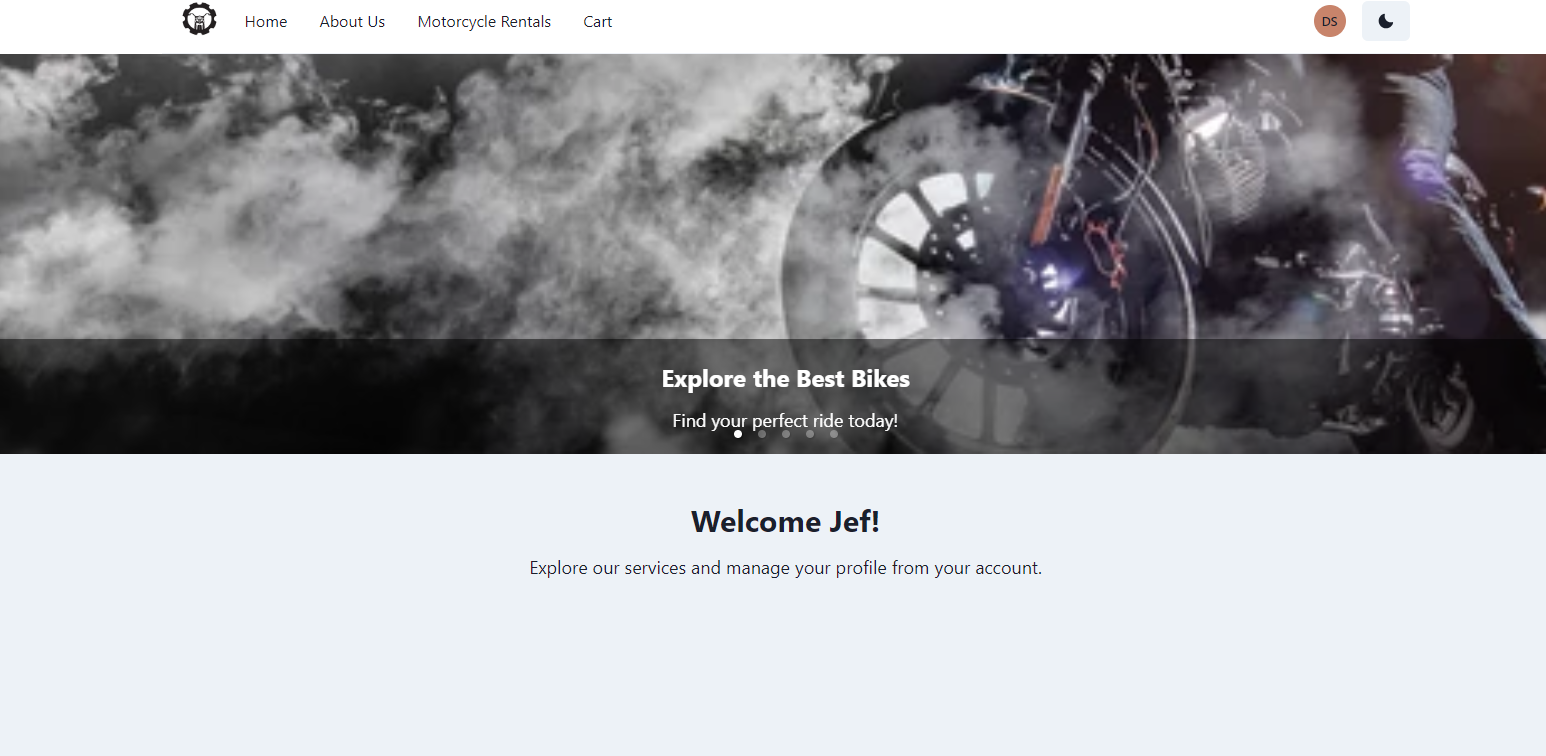 Home
About Us
Motorcycle Rentals
Cart
DS
Explore the Best Bikes
Find your perfect ride today!
Welcome Jef!
Explore our services and manage your profile from your account.